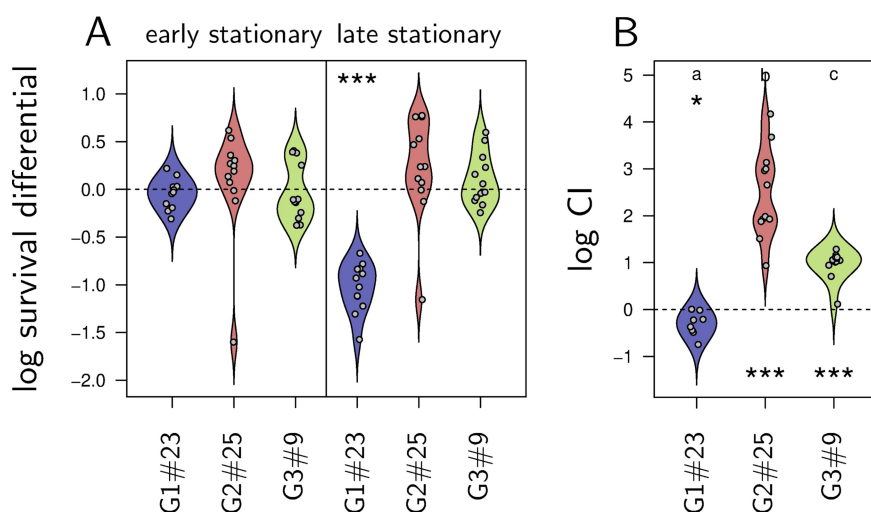 A
early stationary
late stationary
log survival differential
1.0
0.5
0.0
−0.5
−1.0
−1.5
−2.0
***
G1#23
G2#25
G3#9
G1#23
G2#25
G3#9
B
log CI
5
4
3
2
1
0
−1
a
b
c
*
***
***
G1#23
G2#25
G3#9